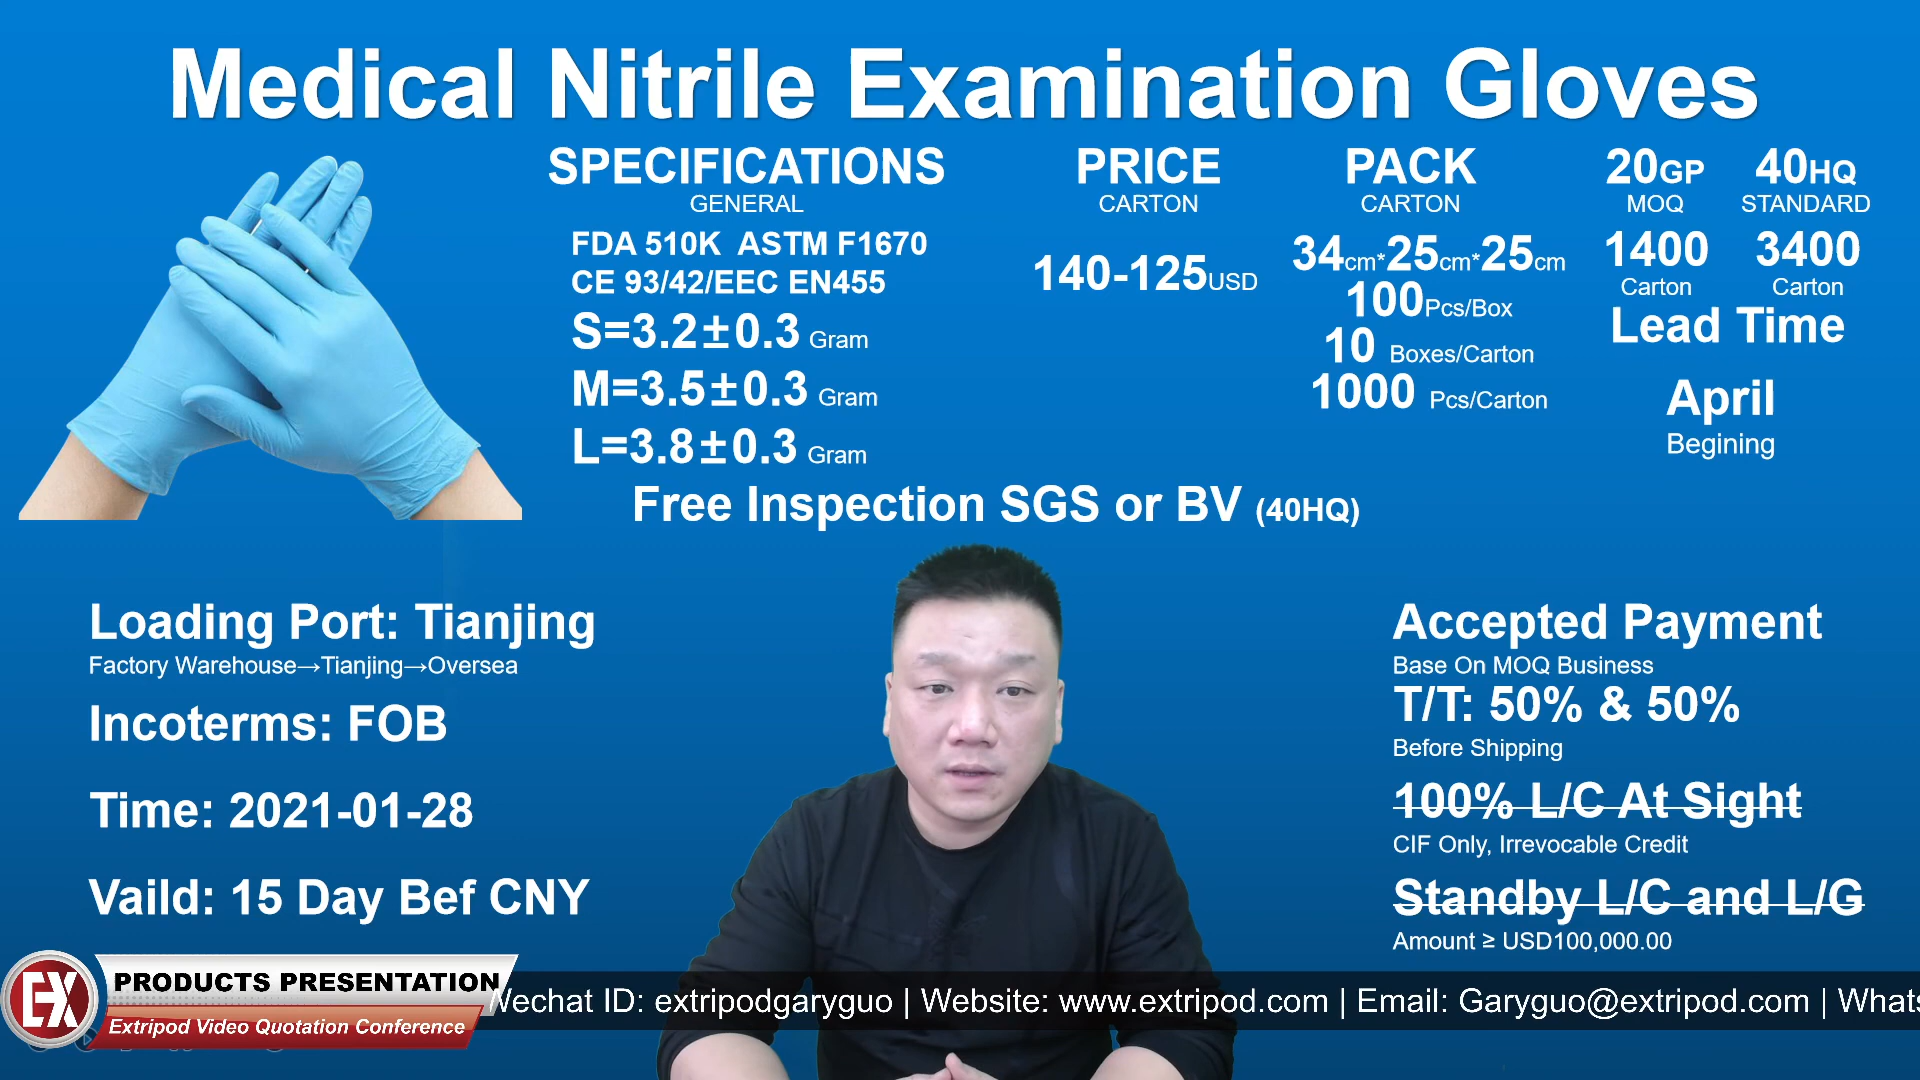 Medical Nitrile Examination Gloves
SPECIFICATIONS
GENERAL
FDA 510K ASTM F1670
CE 93/42/EEC EN455
S=3.2±0.3 Gram
M=3.5±0.3 Gram
L=3.8±0.3 Gram
PRICE
CARTON
140-125USD
PACK
CARTON
34cm*25cm*25cm
100Pcs/Box
10 Boxes/Carton
1000 Pcs/Carton
20GP
MOQ
1400
Carton
40HQ
STANDARD
3400
Carton
Lead Time
April
Begining
Free Inspection SGS or BV (40HQ)
Loading Port: Tianjing
Factory Warehouse→Tianjing→Oversea
Incoterms: FOB
Time: 2021-01-28
Vaild: 15 Day Bef CNY
Accepted Payment
Base On MOQ Business
T/T: 50% & 50%
Before Shipping
100% L/C At Sight
CIF Only, Irrevocable Credit
Standby L/C and L/G
Amount ≥ USD100,000.00
EX
PRODUCTS PRESENTATION
Extripod Video Quotation Conference
Wechat ID: extripodgaryguo | Website: www.extripod.com | Email: Garyguo@extripod.com | Whats